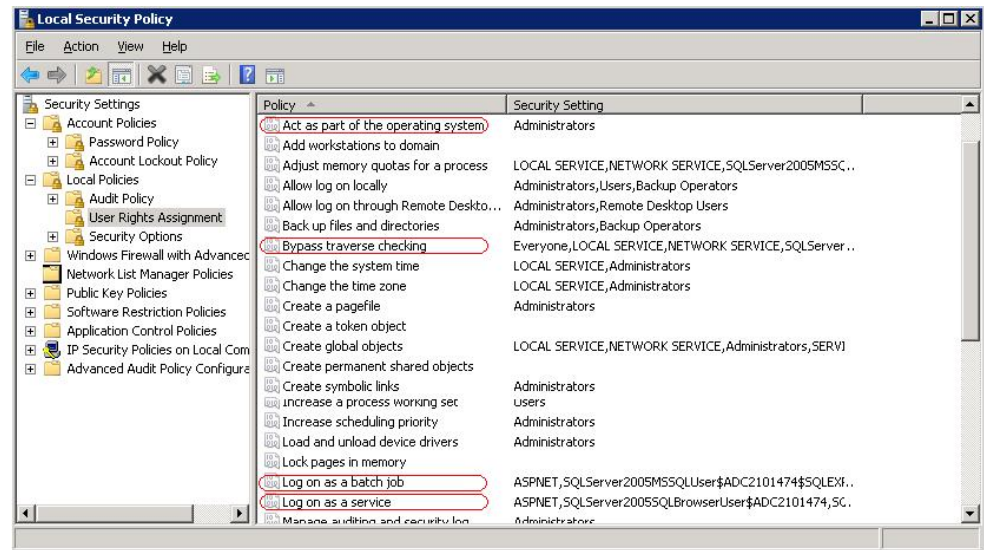 Local Security Policy
File Action View Help
Security Settings
Account Policies
Password Policy
Account Lockout Policy
Local Policies
Audit Policy
User Rights Assignment
Security Options
Windows Firewall with Advanced
Network List Manager Policies
Public Key Policies
Software Restriction Policies
Application Control Policies
IP Security Policies on Local Com
Advanced Audit Policy Configura
Policy Security Setting
Act as part of the operating system Administrators
Add workstations to domain
Adjust memory quotas for a process LOCAL SERVICE,NETWORK SERVICE,SQLServer2005MSSQ...
Allow log on locally Administrators,Users,Backup Operators
Allow log on through Remote Deskto... Administrators,Remote Desktop Users
Back up files and directories Administrators,Backup Operators
Bypass traverse checking Everyone,LOCAL SERVICE,NETWORK SERVICE,SQLServer...
Change the system time LOCAL SERVICE,Administrators
Change the time zone LOCAL SERVICE,Administrators
Create a pagefile Administrators
Create a token object
Create global objects LOCAL SERVICE,NETWORK SERVICE,Administrators,SERVI
Create permanent shared objects
Create symbolic links Administrators
Increase a process working set Users
Increase scheduling priority Administrators
Load and unload device drivers Administrators
Lock pages in memory
Log on as a batch job ASPNET,SQLServer2005MSSQLUser$ADC2101474$SQLEXF...
Log on as a service ASPNET,SQLServer2005SQLBrowserUser$ADC2101474,SC...
Manage auditing and security log Administrators